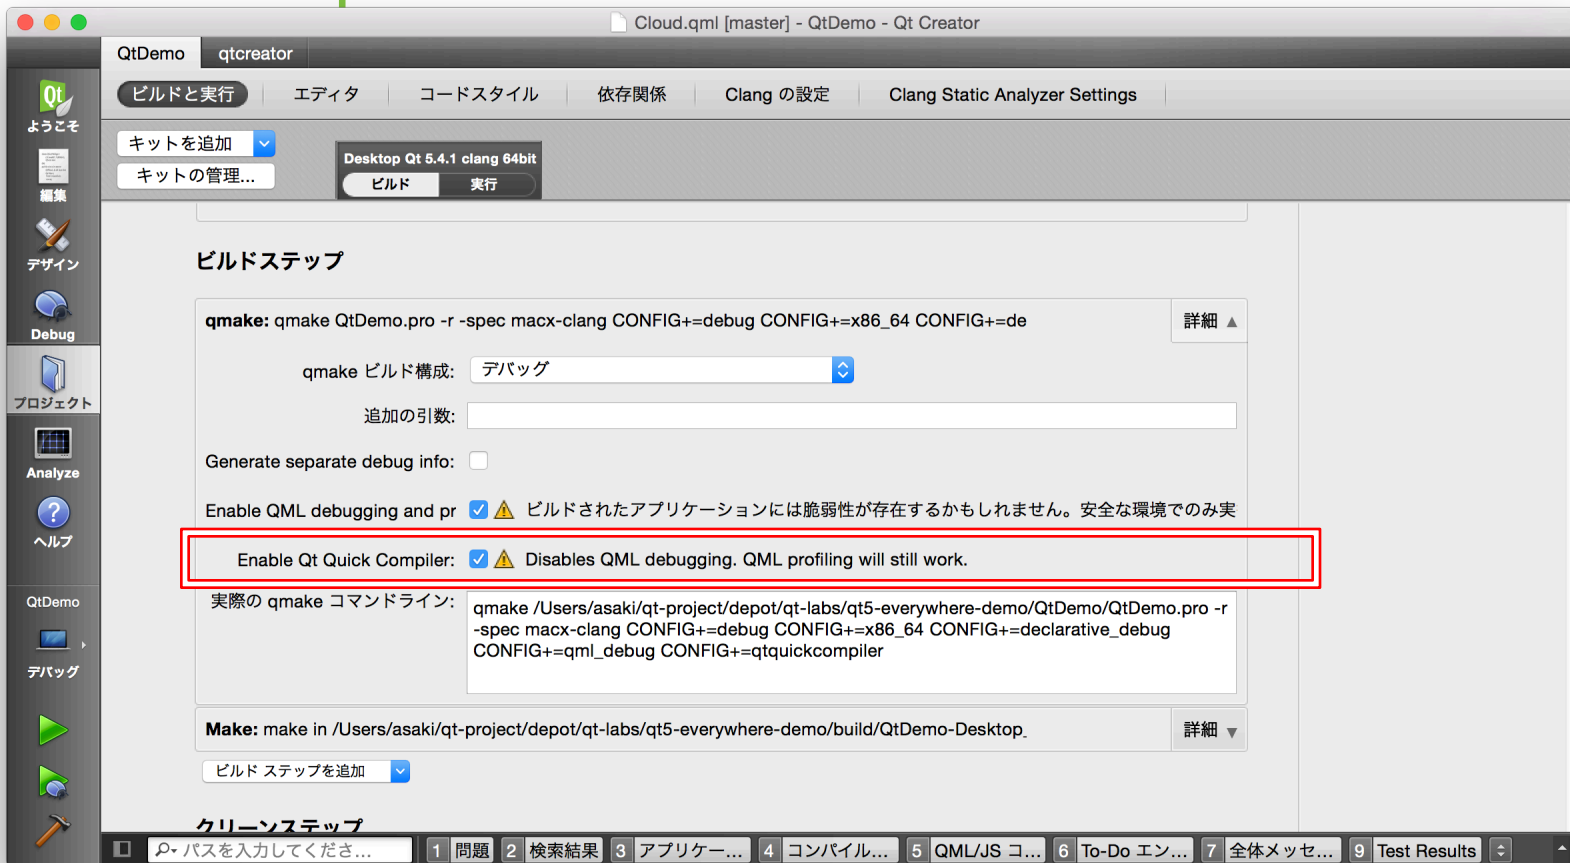 Cloud.qml [master] - QtDemo - Qt Creator
QtDemo
qtcreator
ビルドと実行
エディタ
コードスタイル
依存関係
Clang の設定
Clang Static Analyzer Settings
Qt
ようこそ
編集
デザイン
Debug
プロジェクト
Analyze
ヘルプ
QtDemo
デバッグ
キットを追加
キットの管理...
Desktop Qt 5.4.1 clang 64bit
ビルド
実行
ビルドステップ
qmake: qmake QtDemo.pro -r -spec macx-clang CONFIG+=debug CONFIG+=x86_64 CONFIG+=de
詳細
qmake ビルド構成:
デバッグ
追加の引数:
Generate separate debug info:
Enable QML debugging and pr
ビルドされたアプリケーションには脆弱性が存在するかもしれません。安全な環境でのみ実
Enable Qt Quick Compiler:
Disables QML debugging. QML profiling will still work.
実際の qmake コマンドライン:
qmake /Users/asaki/qt-project/depot/qt-labs/qt5-everywhere-demo/QtDemo/QtDemo.pro -r
-spec macx-clang CONFIG+=debug CONFIG+=x86_64 CONFIG+=declarative_debug
CONFIG+=qml_debug CONFIG+=qtquickcompiler
Make: make in /Users/asaki/qt-project/depot/qt-labs/qt5-everywhere-demo/build/QtDemo-Desktop_
詳細
ビルド ステップを追加
クリーンステップ
パスを入力してくださ...
1 問題
2 検索結果
3 アプリケー...
4 コンパイル...
5 QML/JS コ...
6 To-Do エン...
7 全体メッセ...
9 Test Results